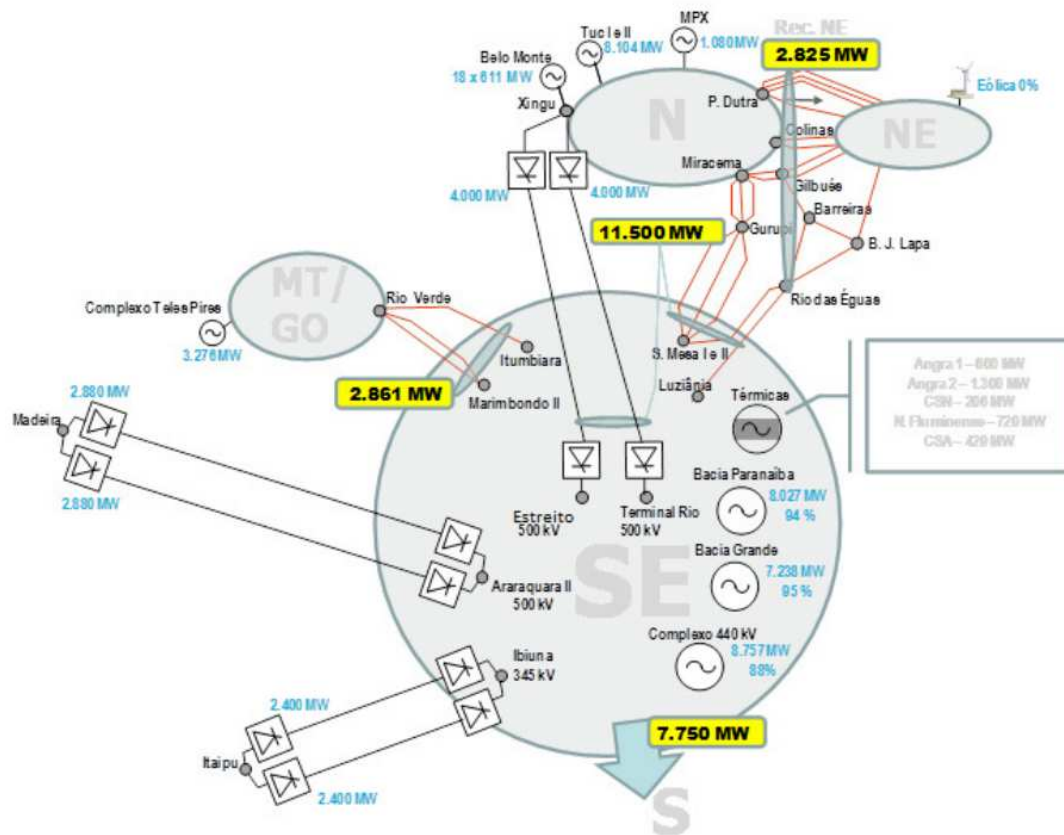 MPX
1.080MW
Tuc I e II
8.104 MW
Belo Monte
18 x 611 MW
Xingu
Rec. NE
2.825 MW
Eólica 0%
N
NE
P. Dutra
Colinas
Miracema
Gilbués
Barreiras
Gurupi
B. J. Lapa
Rio das Éguas
4.000 MW
4.000 MW
11.500 MW
MT/
GO
Rio Verde
Complexo Teles Pires
3.276 MW
Itumbiara
Marimbondo II
2.861 MW
S. Mesa I e II
Luziânia
Térmicas
Angra 1 – 600 MW
Angra 2 – 1.300 MW
CSN – 206 MW
N. Fluminense – 720 MW
CSA – 420 MW
2.880 MW
Madeira
2.880 MW
Bacia Paranaíba
8.027 MW
94 %
Estreito
500 kV
Terminal Rio
500 kV
SE
Bacia Grande
7.238 MW
95 %
Araraquara II
500 kV
Complexo 440 kV
8.757 MW
88%
Ibiuna
345 kV
2.400 MW
Itaipu
2.400 MW
7.750 MW
S